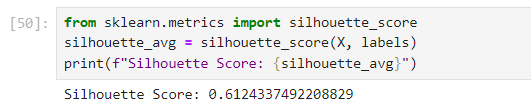 [50]: from sklearn.metrics import silhouette_score
silhouette_avg = silhouette_score(X, labels)
print(f"Silhouette Score: {silhouette_avg}")
Silhouette Score: 0.6124337492208829